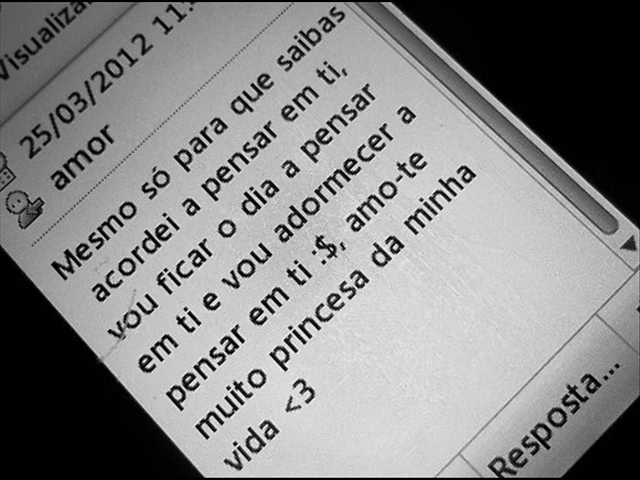 25/03/2012 11
amor
Mesmo só para que saibas
acordei a pensar em ti,
vou ficar o dia a pensar
em ti e vou adormecer a
pensar em ti :$, amo-te
muito princesa da minha
vida <3
Resposta...